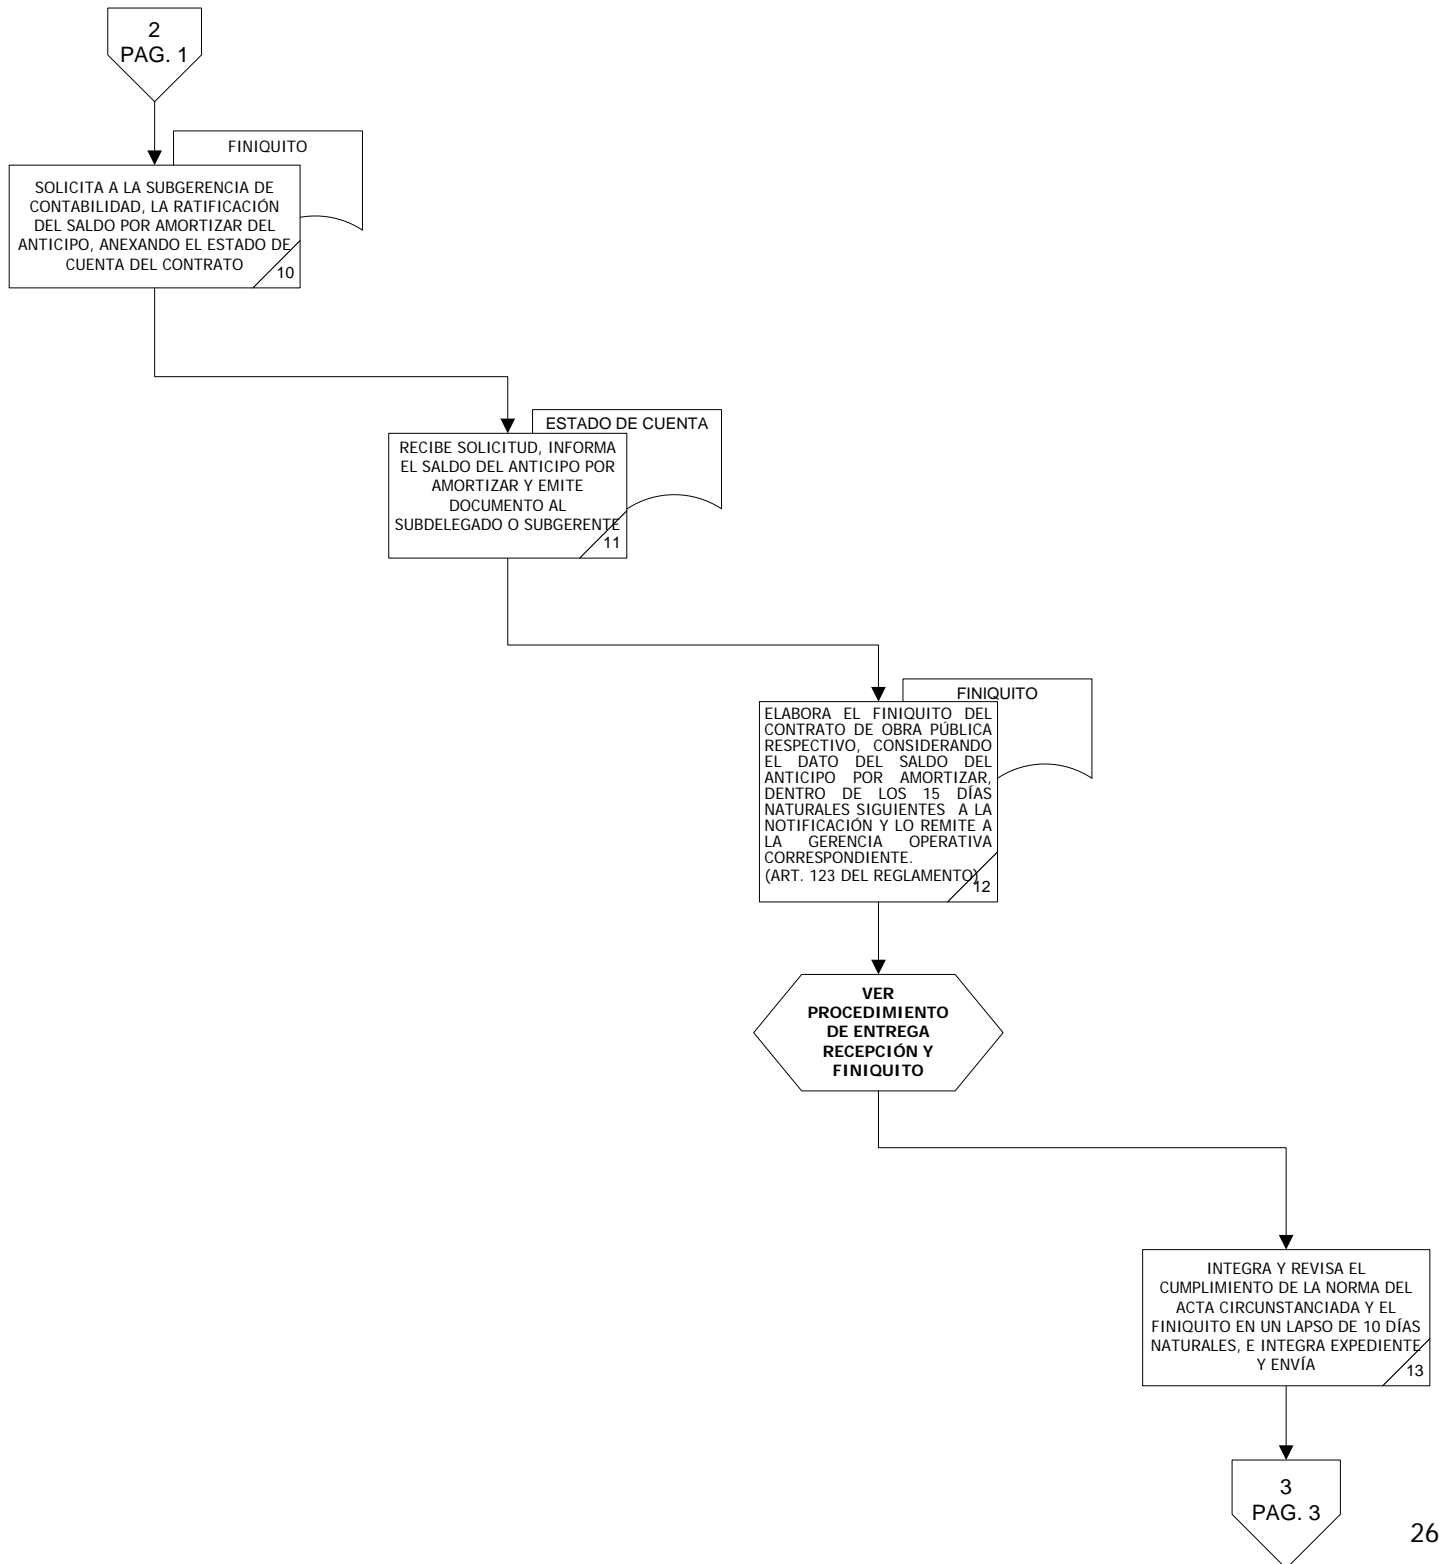 2
PAG. 1
FINIQUITO
SOLICITA A LA SUBGERENCIA DE
CONTABILIDAD, LA RATIFICACIÓN
DEL SALDO POR AMORTIZAR DEL
ANTICIPO, ANEXANDO EL ESTADO DE
CUENTA DEL CONTRATO
10
ESTADO DE CUENTA
RECIBE SOLICITUD, INFORMA
EL SALDO DEL ANTICIPO POR
AMORTIZAR Y EMITE
DOCUMENTO AL
SUBDELEGADO O SUBGERENTE
11
FINIQUITO
ELABORA EL FINIQUITO DEL
CONTRATO DE OBRA PÚBLICA
RESPECTIVO, CONSIDERANDO
EL DATO DEL SALDO DEL
ANTICIPO POR AMORTIZAR,
DENTRO DE LOS 15 DÍAS
NATURALES SIGUIENTES A LA
NOTIFICACIÓN Y LO REMITE A
LA GERENCIA OPERATIVA
CORRESPONDIENTE.
(ART. 123 DEL REGLAMENTO)
12
VER
PROCEDIMIENTO
DE ENTREGA
RECEPCIÓN Y
FINIQUITO
INTEGRA Y REVISA EL
CUMPLIMIENTO DE LA NORMA DEL
ACTA CIRCUNSTANCIADA Y EL
FINIQUITO EN UN LAPSO DE 10 DÍAS
NATURALES, E INTEGRA EXPEDIENTE
Y ENVÍA
13
3
PAG. 3
26